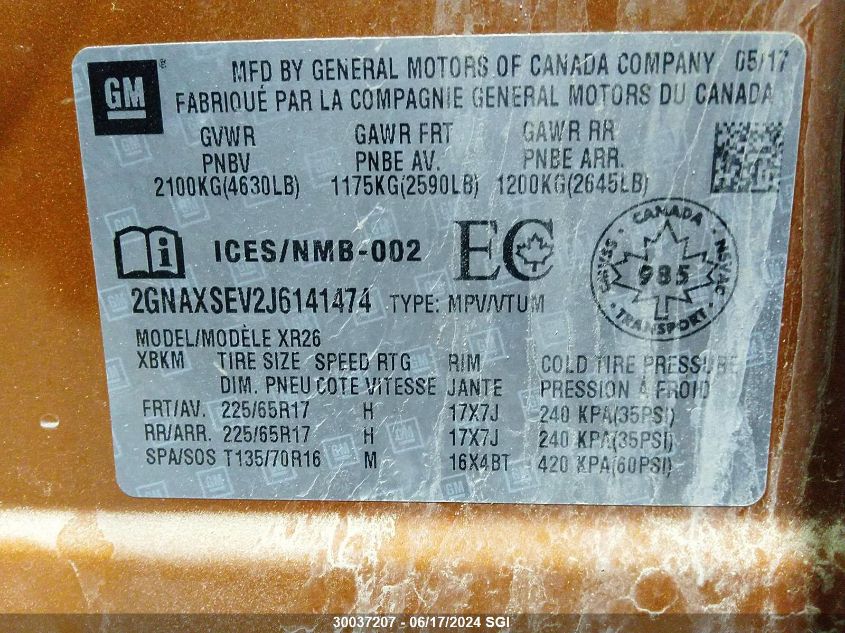 GM
MFD BY GENERAL MOTORS OF CANADA COMPANY 05/17
FABRIQUÉ PAR LA COMPAGNIE GENERAL MOTORS DU CANADA
GVWR GAWR FRT GAWR RR
PNBV PNBE AV. PNBE ARR.
2100KG(4630LB) 1175KG(2590LB) 1200KG(2645LB)
ICES/NMB-002 EC
CANADA
985
TRANSPORT
NSVAC
2GNAXSEV2J6141474 TYPE: MPV/VTUM
MODEL/MODÈLE XR26
XBKM TIRE SIZE SPEED RTG RIM COLD TIRE PRESSURE
DIM. PNEU COTE VITESSE JANTE PRESSION À FROID
FRT/AV. 225/65R17 H 17X7J 240 KPA(35PSI)
RR/ARR. 225/65R17 H 17X7J 240 KPA(35PSI)
SPA/SOS T135/70R16 M 16X4BT 420 KPA(60PSI)
30037207 - 06/17/2024 SGI